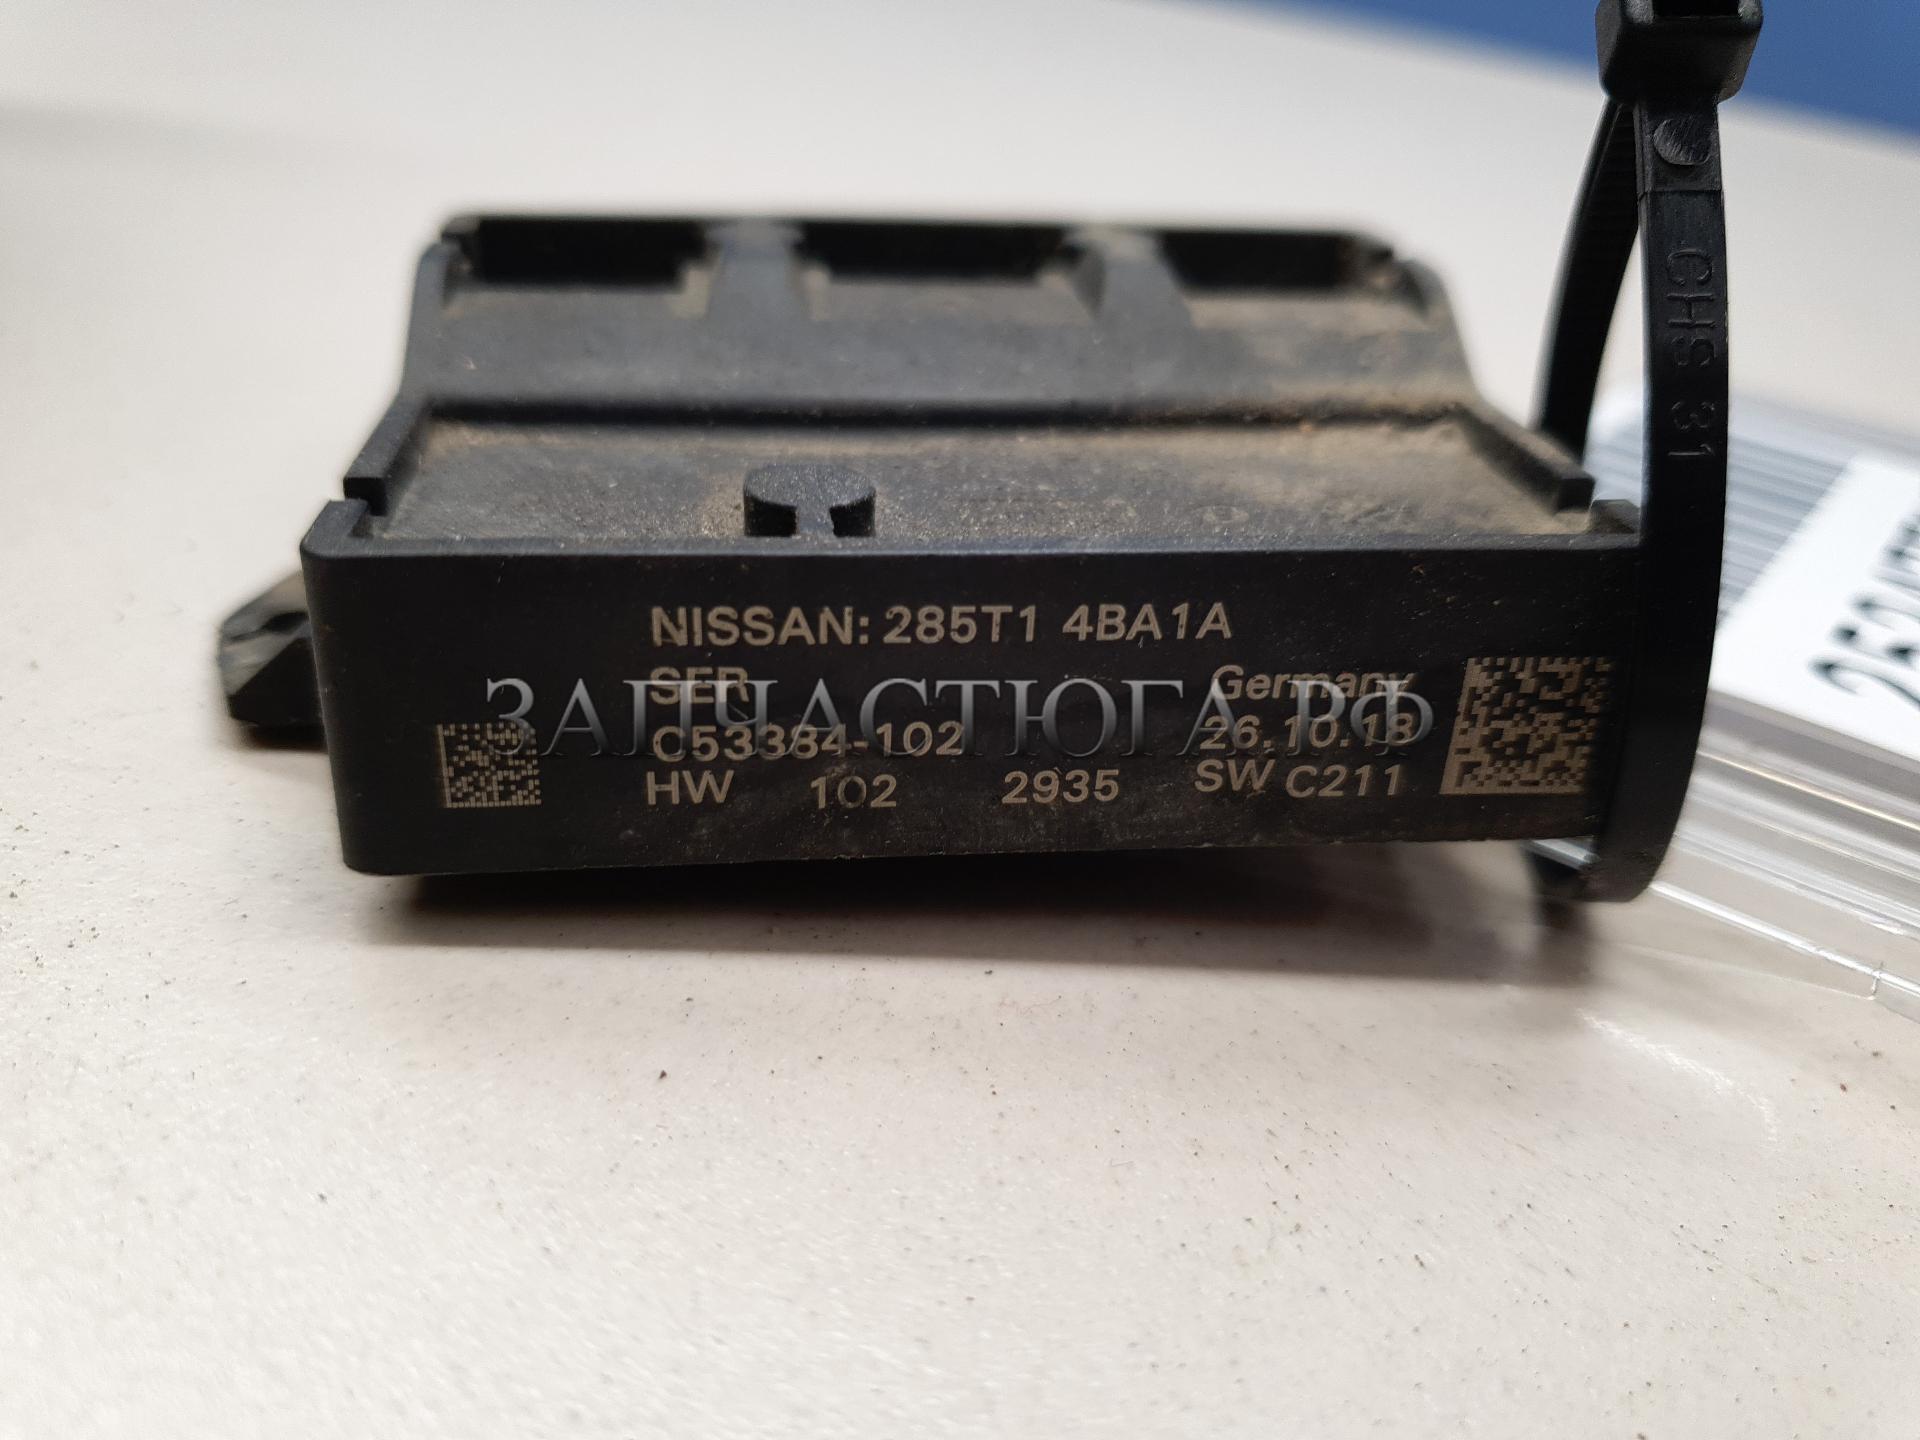 NISSAN: 285T1 4BA1A
SER Germany
ЗАПЧАСТЮГА.РФ
C53384-102 26.10.18
HW 102 2935 SW C211
CHS 31